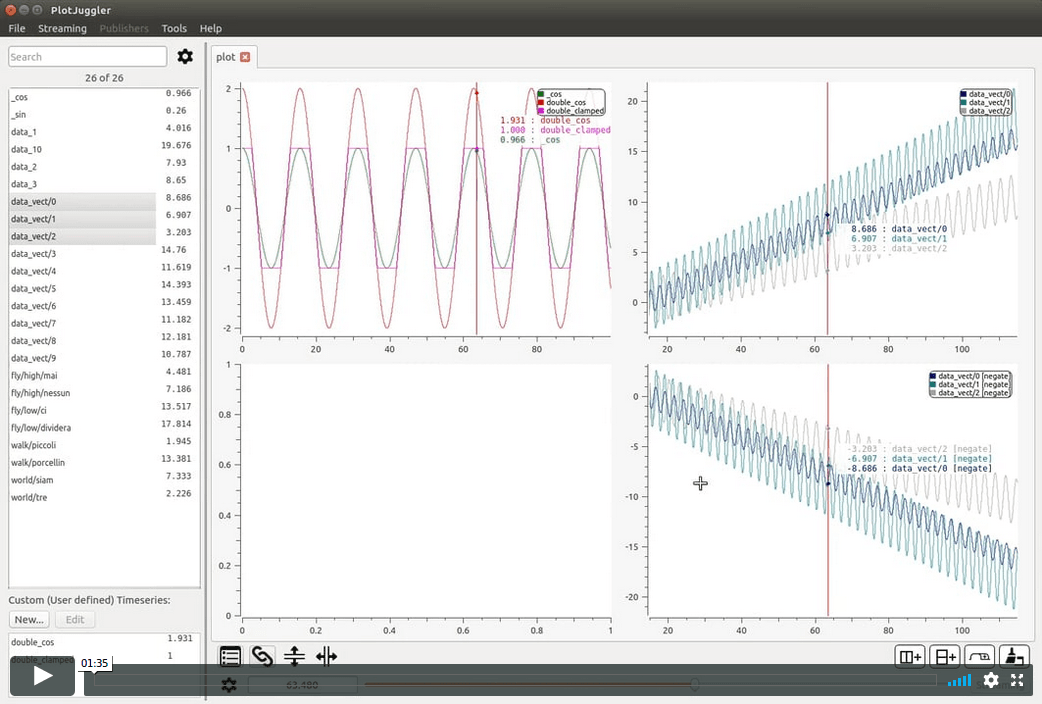 PlotJuggler
File Streaming Publishers Tools Help
Search
26 of 26
_cos 0.966
_sin 0.26
data_1 4.016
data_10 19.676
data_2 7.93
data_3 8.65
data_vect/0 8.686
data_vect/1 6.907
data_vect/2 3.203
data_vect/3 14.76
data_vect/4 11.619
data_vect/5 14.393
data_vect/6 13.459
data_vect/7 11.182
data_vect/8 12.181
data_vect/9 10.787
fly/high/mai 4.481
fly/high/nessun 7.186
fly/low/ci 13.517
fly/low/dividera 17.814
walk/piccoli 1.945
walk/porcellin 13.381
world/siam 7.333
world/tre 2.226
Custom (User defined) Timeseries:
New... Edit
double_cos 1.931
double_clamped 1
01:35
plot
2
1
0
-1
-2
0 20 40 60 80
_cos
double_cos
double_clamped
1.931 : double_cos
1.000 : double_clamped
0.966 : _cos
20
15
10
5
0
20 40 60 80 100
data_vect/0
data_vect/1
data_vect/2
8.686 : data_vect/0
6.907 : data_vect/1
3.203 : data_vect/2
1
0.8
0.6
0.4
0.2
0
0 0.2 0.4 0.6 0.8 1
0
-5
-10
-15
-20
20 40 60 80 100
data_vect/0 [negate]
data_vect/1 [negate]
data_vect/2 [negate]
-3.203 : data_vect/2 [negate]
-6.907 : data_vect/1 [negate]
-8.686 : data_vect/0 [negate]
63.480